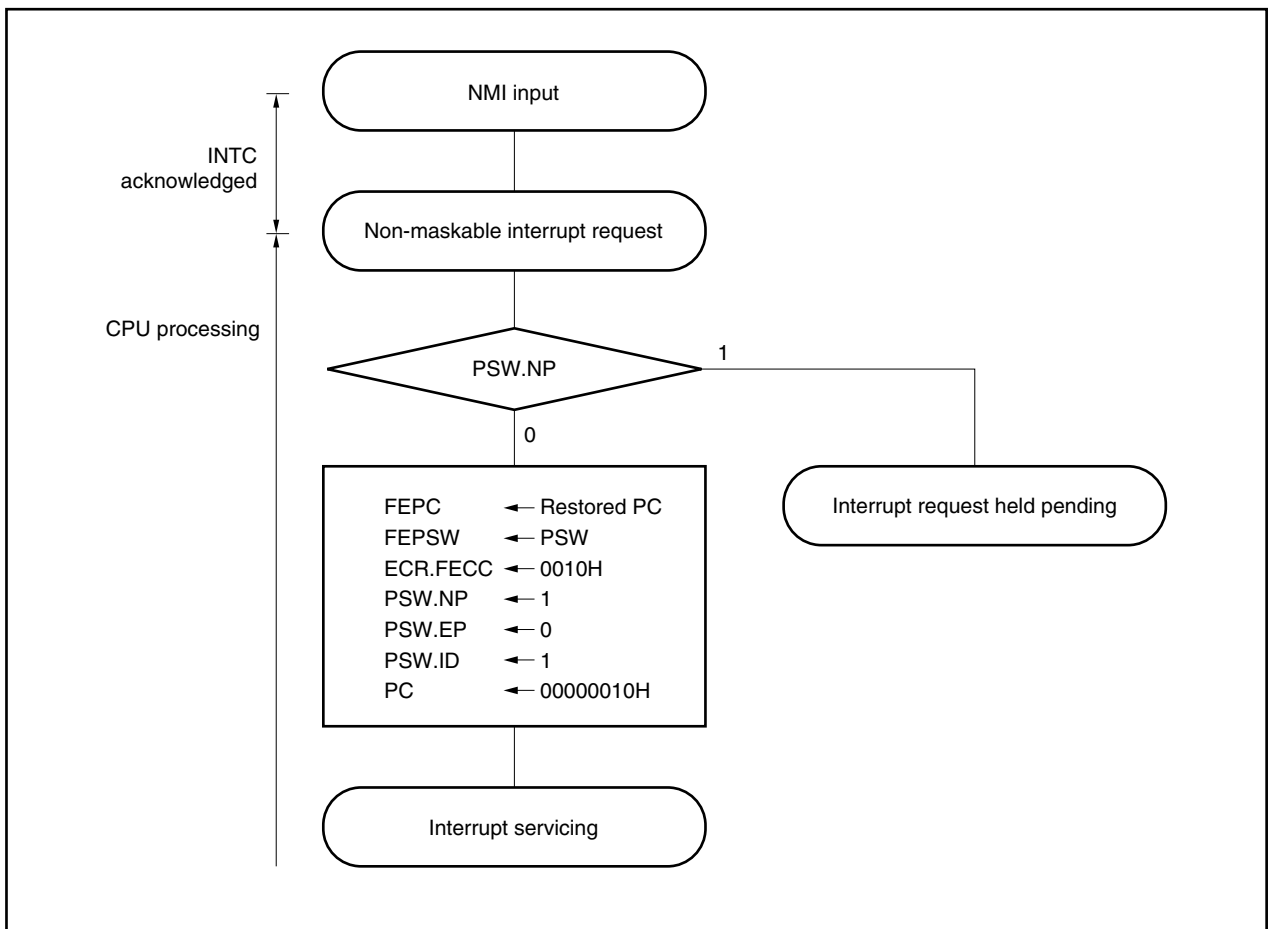 NMI input
INTC
acknowledged
Non-maskable interrupt request
CPU processing
PSW.NP
1
0
FEPC ← Restored PC
FEPSW ← PSW
ECR.FECC ← 0010H
PSW.NP ← 1
PSW.EP ← 0
PSW.ID ← 1
PC ← 00000010H
Interrupt request held pending
Interrupt servicing